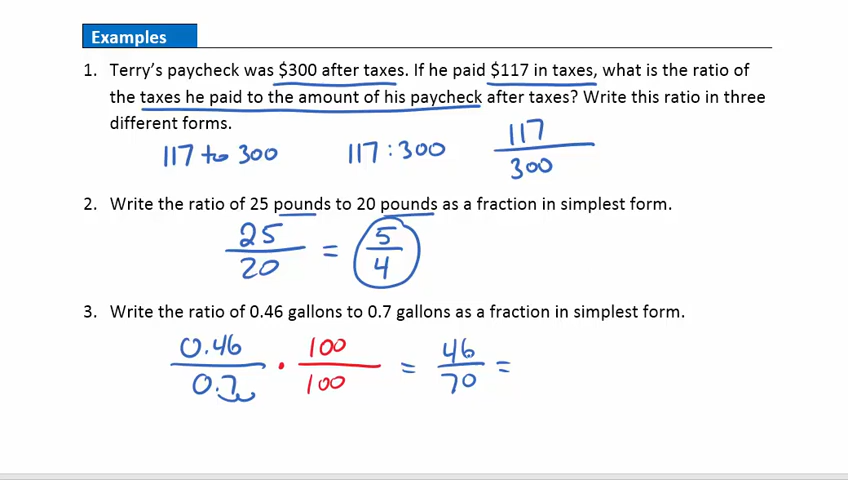 Examples
1. Terry's paycheck was $300 after taxes. If he paid $117 in taxes, what is the ratio of
the taxes he paid to the amount of his paycheck after taxes? Write this ratio in three
different forms.
117 to 300 117 : 300 117/300
2. Write the ratio of 25 pounds to 20 pounds as a fraction in simplest form.
25/20 = 5/4
3. Write the ratio of 0.46 gallons to 0.7 gallons as a fraction in simplest form.
0.46/0.7 · 100/100 = 46/70 =